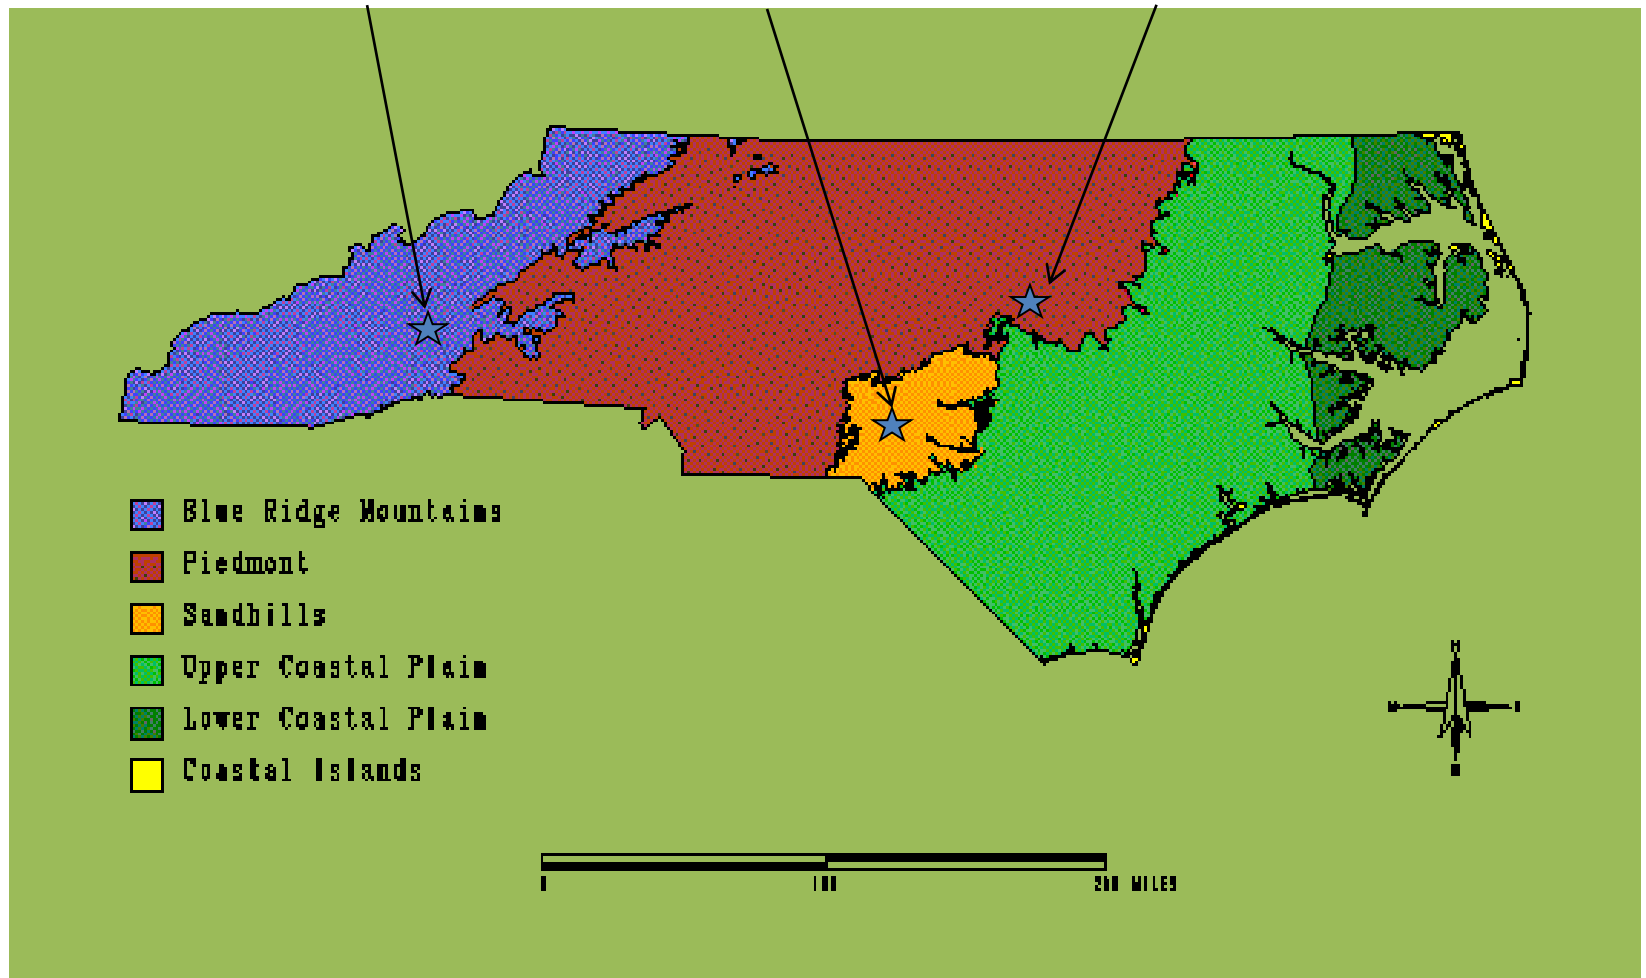 Blue Ridge Mountains
Piedmont
Sandhills
Upper Coastal Plain
Lower Coastal Plain
Coastal Islands
N
0 100 200 MILES